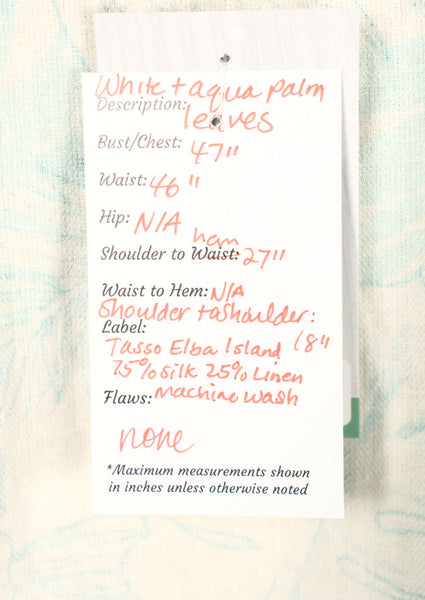 White + aqua palm
Description: leaves
Bust/Chest: 47"
Waist: 46"
Hip: N/A
hem
Shoulder to Waist: 27"
Waist to Hem: N/A
Shoulder to Shoulder:
Label: 18"
Tasso Elba Island
75% Silk 25% Linen
Flaws: Machine Wash
none
*Maximum measurements shown
in inches unless otherwise noted